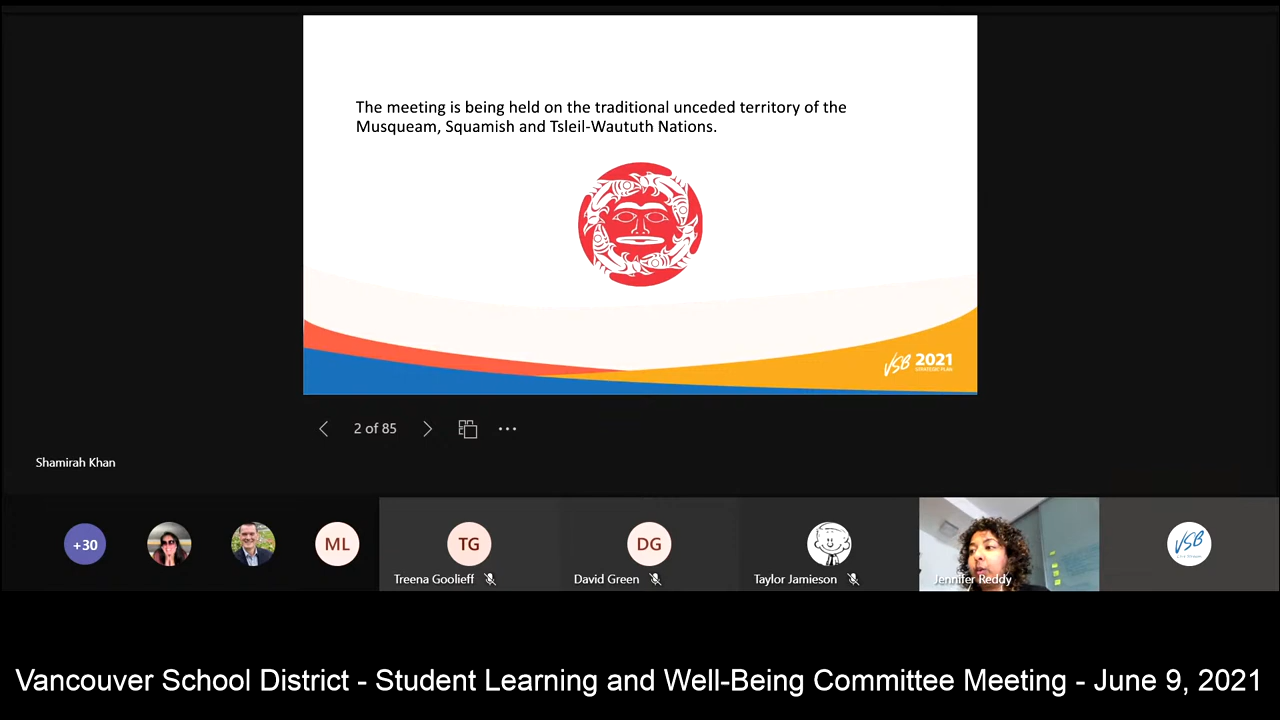 The meeting is being held on the traditional unceded territory of the
Musqueam, Squamish and Tsleil-Waututh Nations.
VSB 2021
STRATEGIC PLAN
2 of 85
Shamirah Khan
+30
ML
TG
DG
VSB
Treena Goolieff
David Green
Taylor Jamieson
Jennifer Reddy
Vancouver School District - Student Learning and Well-Being Committee Meeting - June 9, 2021